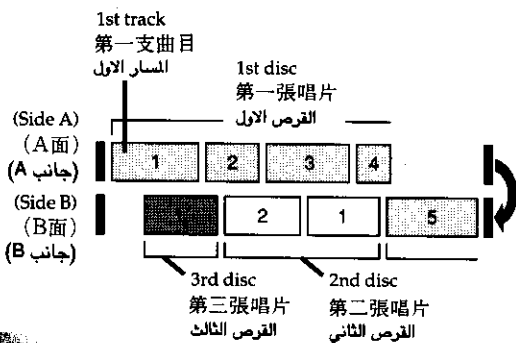 1st track
第一支曲目
المسار الاول
1st disc
第一張唱片
القرص الاول
(Side A)
(A面)
(جانب A)
1 2 3 4
(Side B)
(B面)
(جانب B)
1 2 1 5
3rd disc
第三張唱片
القرص الثالث
2nd disc
第二張唱片
القرص الثاني